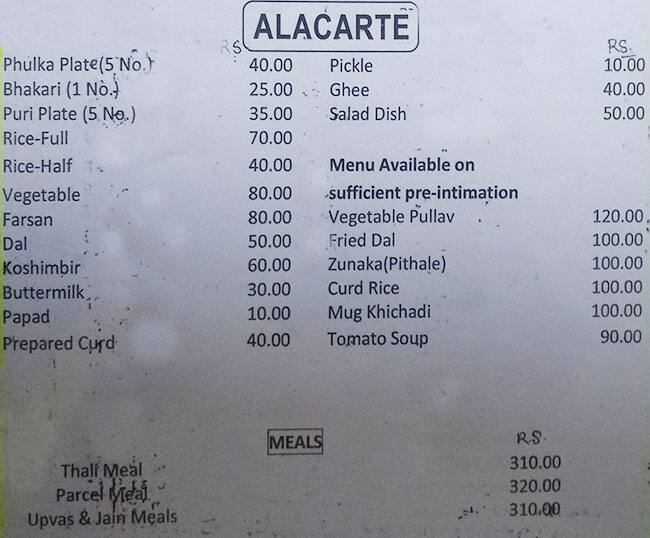 ALACARTE
RS
Phulka Plate(5 No.) 40.00
Bhakari (1 No.) 25.00
Puri Plate (5 No.) 35.00
Rice-Full 70.00
Rice-Half 40.00
Vegetable 80.00
Farsan 80.00
Dal 50.00
Koshimbir 60.00
Buttermilk 30.00
Papad 10.00
Prepared Curd 40.00
RS.
Pickle 10.00
Ghee 40.00
Salad Dish 50.00
Menu Available on
sufficient pre-intimation
Vegetable Pullav 120.00
Fried Dal 100.00
Zunaka(Pithale) 100.00
Curd Rice 100.00
Mug Khichadi 100.00
Tomato Soup 90.00
MEALS RS.
Thali Meal 310.00
Parcel Meal 320.00
Upvas & Jain Meals 310.00